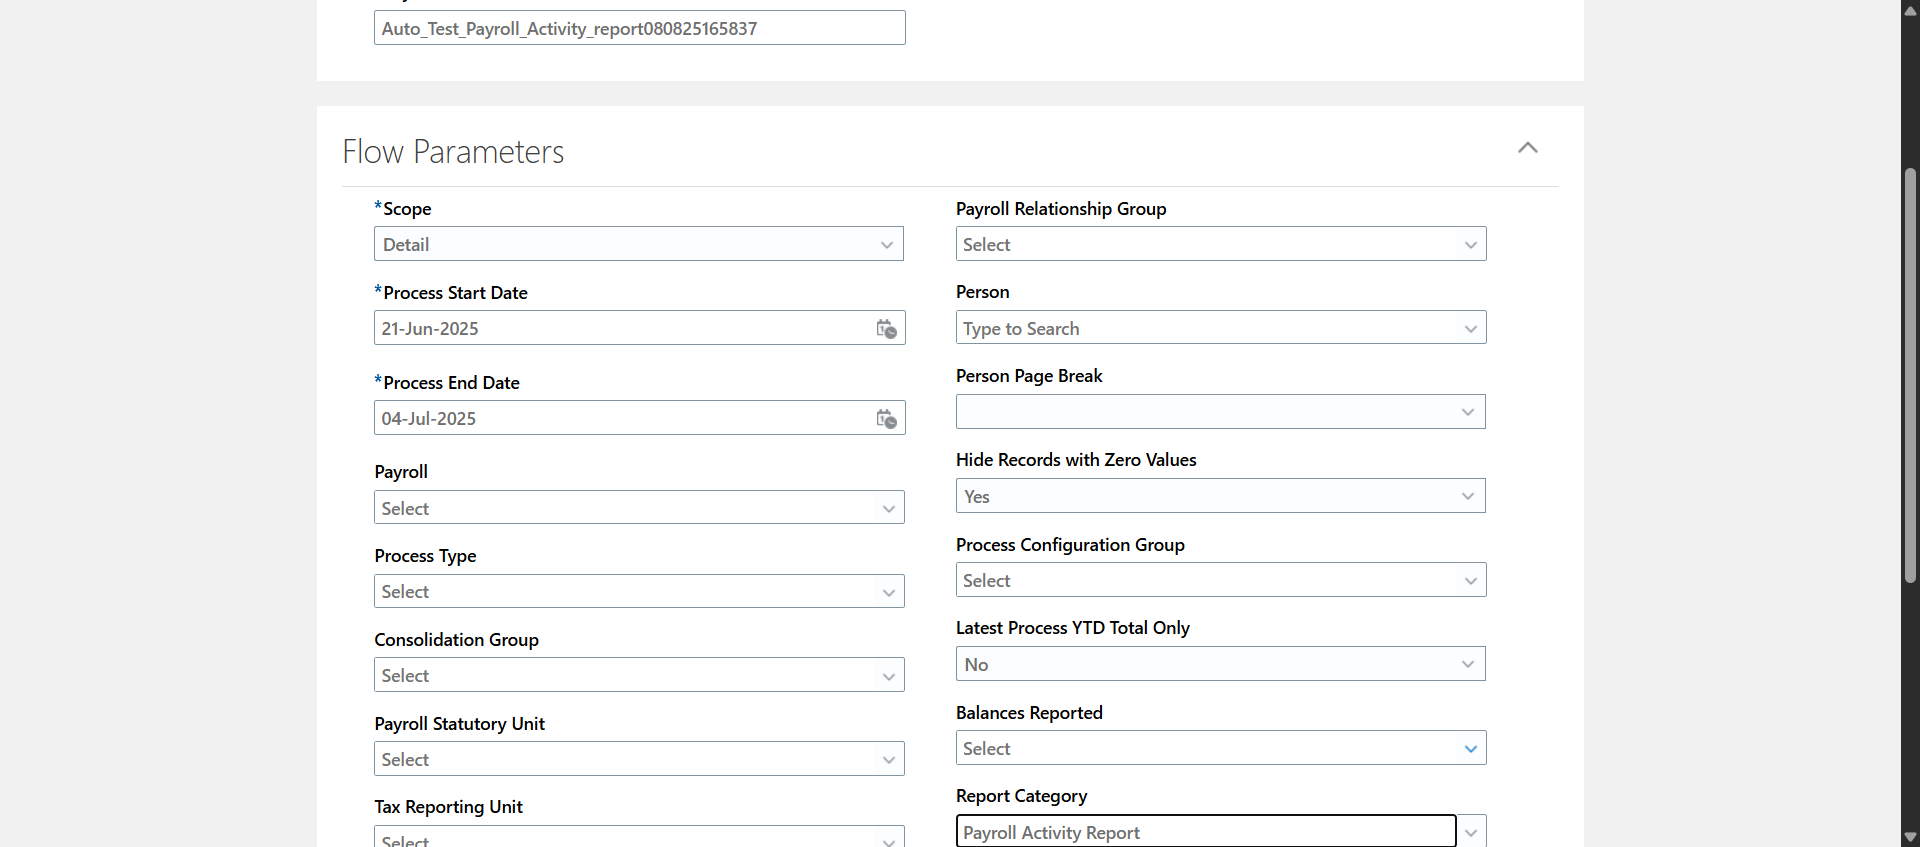 Auto_Test_Payroll_Activity_report080825165837
Flow Parameters
*Scope
Detail
*Process Start Date
21-Jun-2025
*Process End Date
04-Jul-2025
Payroll
Select
Process Type
Select
Consolidation Group
Select
Payroll Statutory Unit
Select
Tax Reporting Unit
Select
Payroll Relationship Group
Select
Person
Type to Search
Person Page Break
Hide Records with Zero Values
Yes
Process Configuration Group
Select
Latest Process YTD Total Only
No
Balances Reported
Select
Report Category
Payroll Activity Report